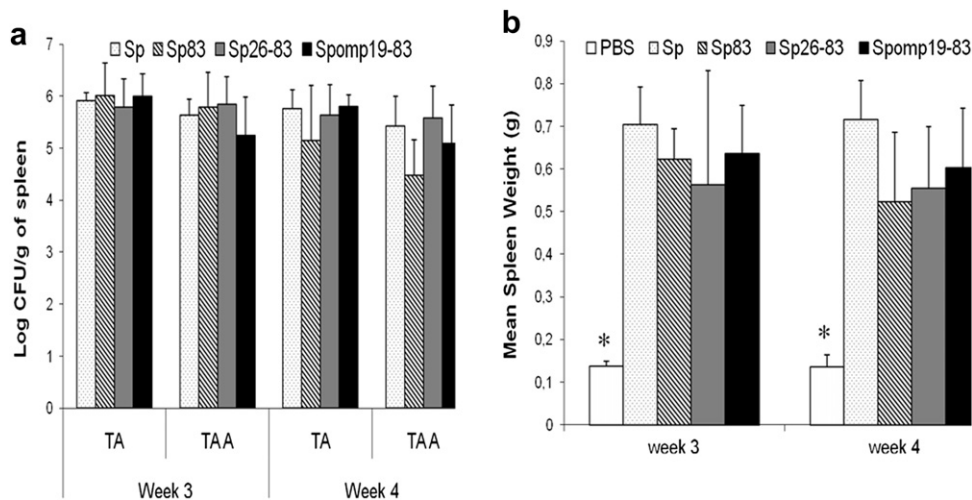 a
Sp Sp83 Sp26-83 Spomp19-83
Log CFU/g of spleen
7
6
5
4
3
2
1
0
TA TAA TA TAA
Week 3 Week 4
b
PBS Sp Sp83 Sp26-83 Spomp19-83
Mean Spleen Weight (g)
0,9
0,8
0,7
0,6
0,5
0,4
0,3
0,2
0,1
0
* *
week 3 week 4